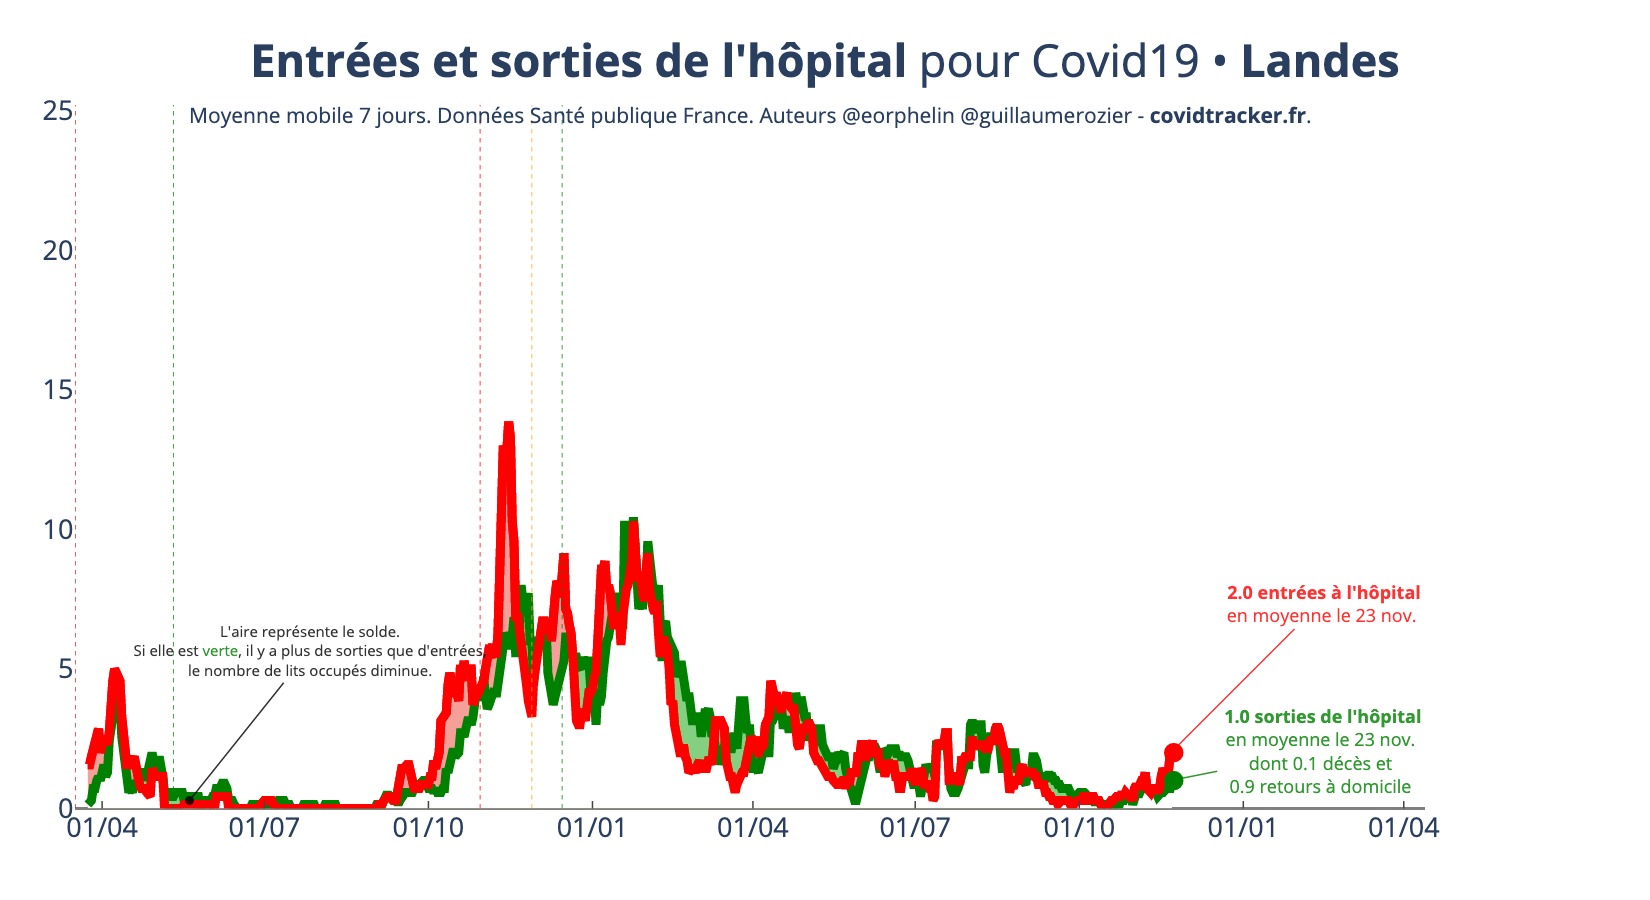 Entrées et sorties de l'hôpital pour Covid19 • Landes
Moyenne mobile 7 jours. Données Santé publique France. Auteurs @eorphelin @guillaumerozier - covidtracker.fr.
25
20
15
10
5
0
L'aire représente le solde.
Si elle est verte, il y a plus de sorties que d'entrées,
le nombre de lits occupés diminue.
2.0 entrées à l'hôpital
en moyenne le 23 nov.
1.0 sorties de l'hôpital
en moyenne le 23 nov.
dont 0.1 décès et
0.9 retours à domicile
01/04 01/07 01/10 01/01 01/04 01/07 01/10 01/01 01/04